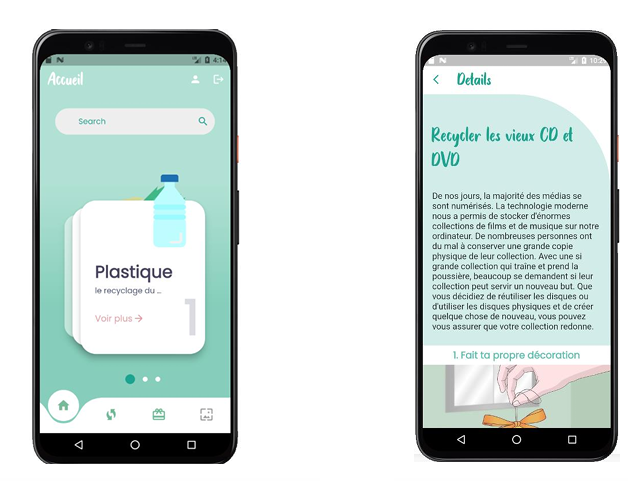 4:14
Accueil
Search
Plastique
le recyclage du ...
1
Voir plus →
Details
Recycler les vieux CD et
DVD
De nos jours, la majorité des médias se
sont numérisés. La technologie moderne
nous a permis de stocker d'énormes
collections de films et de musique sur notre
ordinateur. De nombreuses personnes ont
du mal à conserver une grande copie
physique de leur collection. Avec une si
grande collection qui traîne et prend la
poussière, beaucoup se demandent si leur
collection peut servir un nouveau but. Que
vous décidiez de réutiliser les disques ou
d'utiliser les disques physiques et de créer
quelque chose de nouveau, vous pouvez
vous assurer que votre collection redonne.
1. Fait ta propre décoration